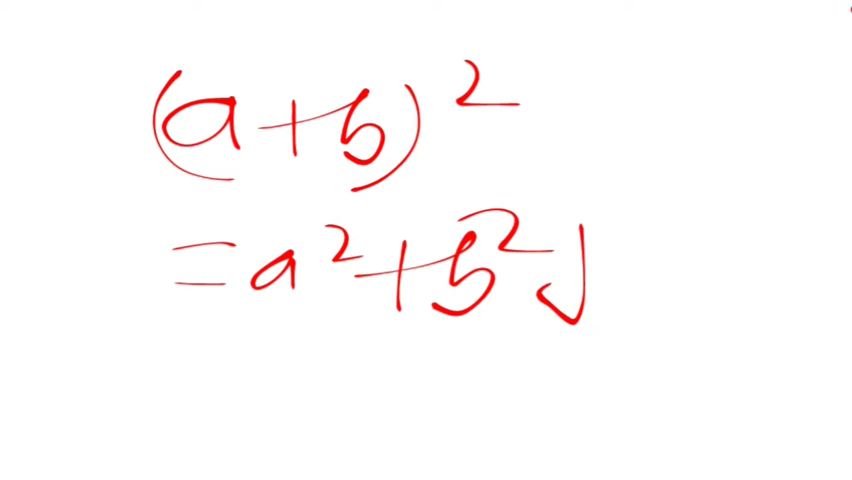 (a+b)²
=a²+b²